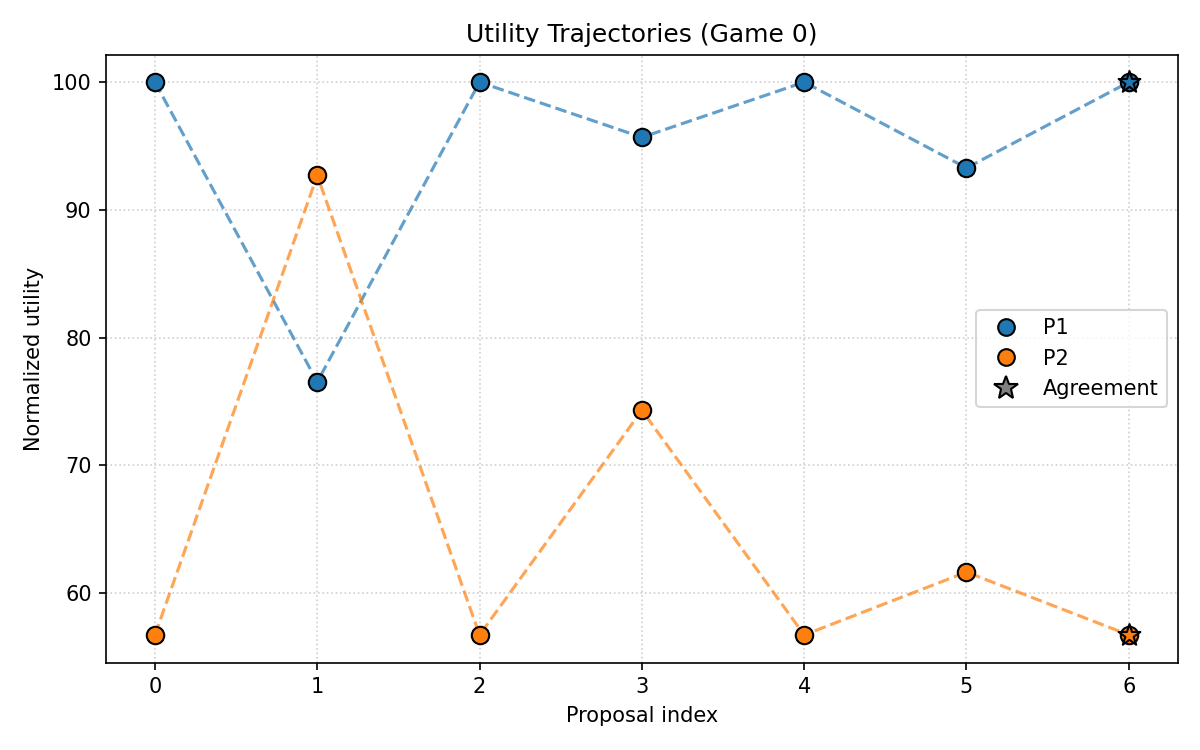 Utility Trajectories (Game 0)
Normalized utility
100
90
80
70
60
P1
P2
Agreement
0 1 2 3 4 5 6
Proposal index